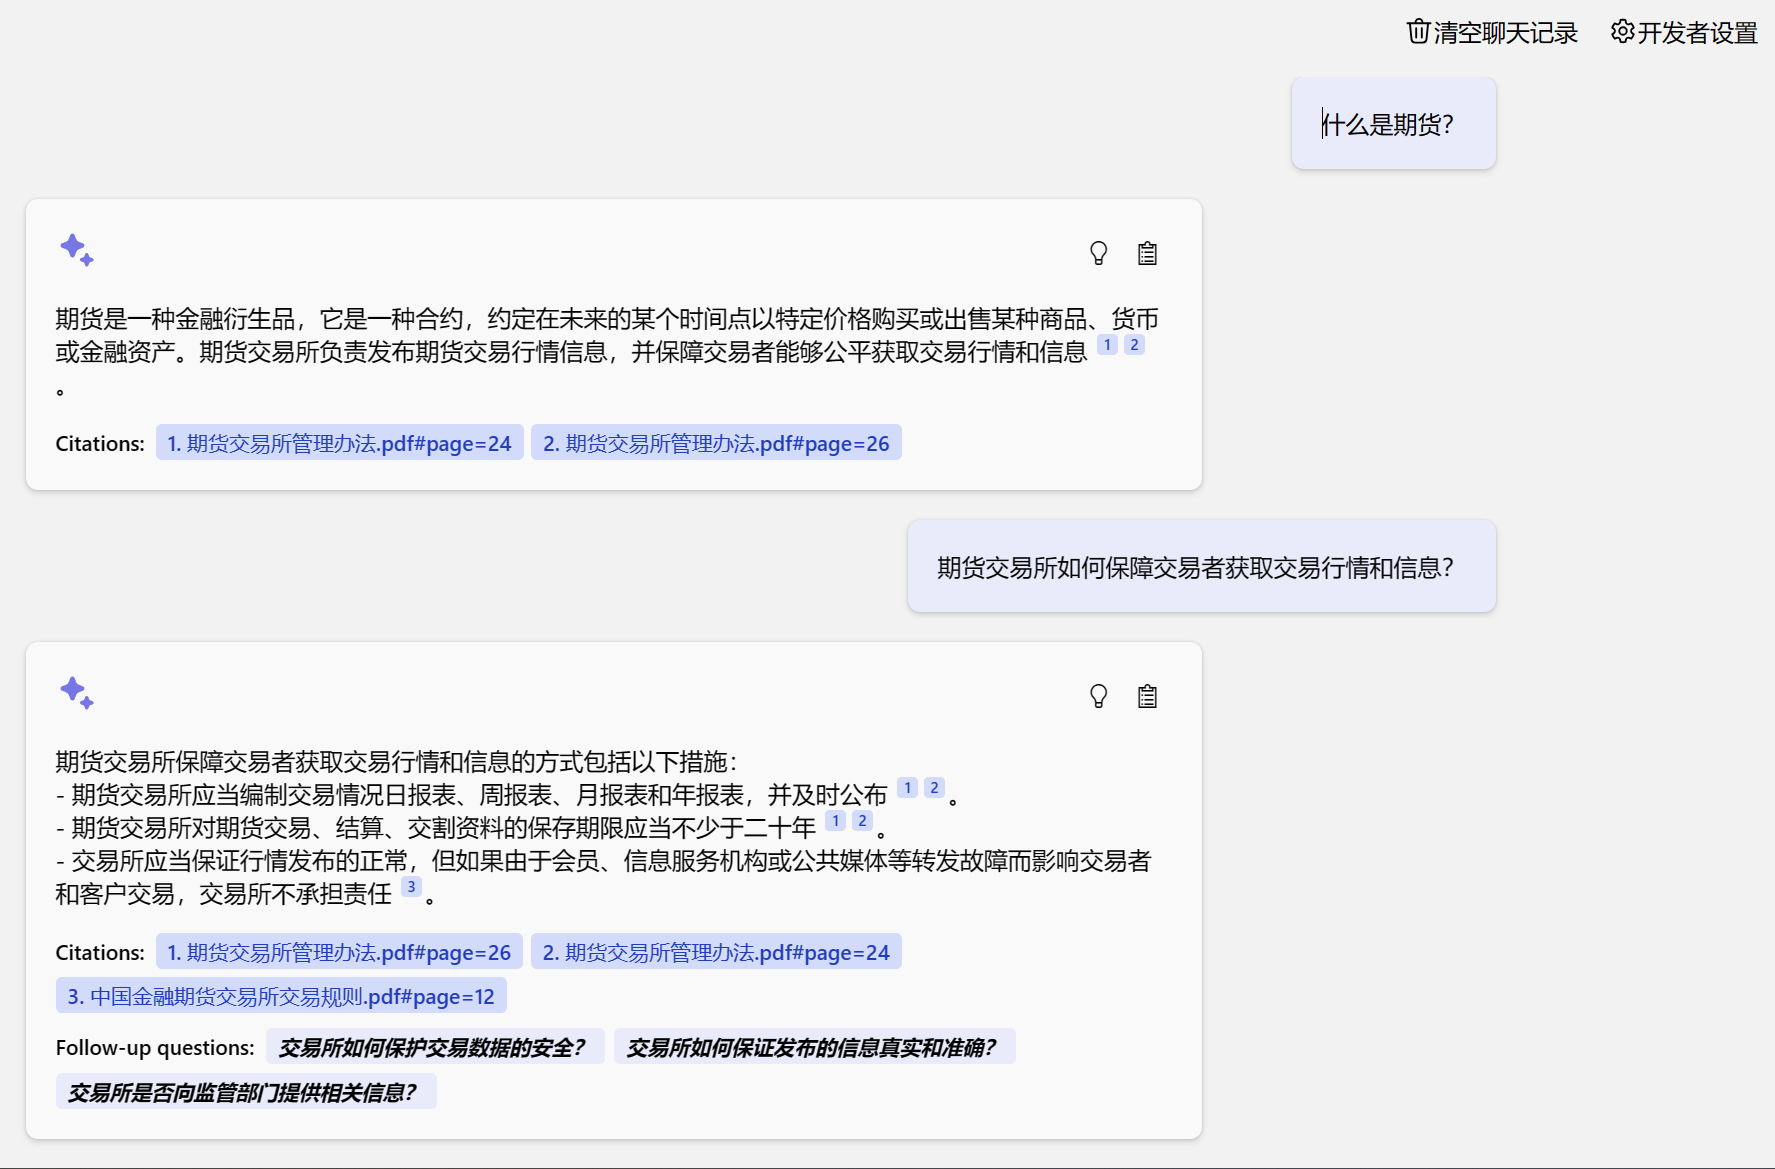 清空聊天记录 开发者设置
什么是期货?
期货是一种金融衍生品，它是一种合约，约定在未来的某个时间点以特定价格购买或出售某种商品、货币
或金融资产。期货交易所负责发布期货交易行情信息，并保障交易者能够公平获取交易行情和信息 1 2
。
Citations: 1. 期货交易所管理办法.pdf#page=24 2. 期货交易所管理办法.pdf#page=26
期货交易所如何保障交易者获取交易行情和信息?
期货交易所保障交易者获取交易行情和信息的方式包括以下措施：
- 期货交易所应当编制交易情况日报表、周报表、月报表和年报表，并及时公布 1 2 。
- 期货交易所对期货交易、结算、交割资料的保存期限应当不少于二十年 1 2 。
- 交易所应当保证行情发布的正常，但如果由于会员、信息服务机构或公共媒体等转发故障而影响交易者
和客户交易，交易所不承担责任 3 。
Citations: 1. 期货交易所管理办法.pdf#page=26 2. 期货交易所管理办法.pdf#page=24
3. 中国金融期货交易所交易规则.pdf#page=12
Follow-up questions: 交易所如何保护交易数据的安全? 交易所如何保证发布的信息真实和准确?
交易所是否向监管部门提供相关信息?